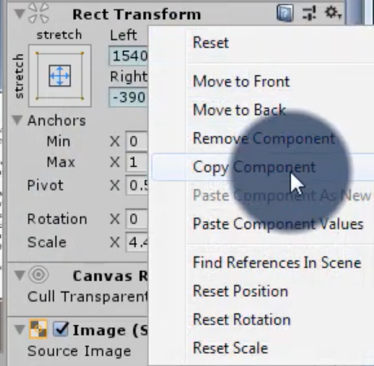 Rect Transform
stretch Left
stretch
1540
Right
-390
Anchors
Min X 0
Max X 1
Pivot X 0.5
Rotation X 0
Scale X 4.4
Canvas R
Cull Transparent
Image (S
Source Image
Reset
Move to Front
Move to Back
Remove Component
Copy Component
Paste Component As New
Paste Component Values
Find References In Scene
Reset Position
Reset Rotation
Reset Scale